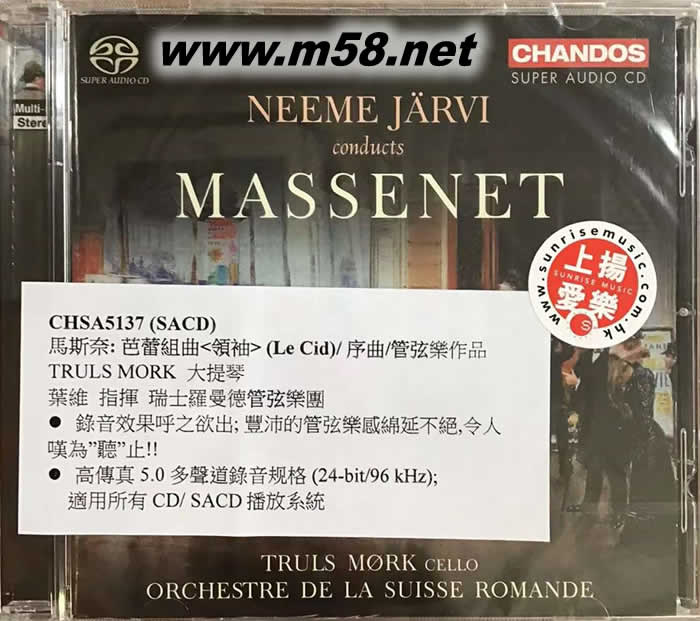 www.m58.net
SUPER AUDIO CD
CHANDOS
SUPER AUDIO CD
Multi-
Stere
NEEME JÄRVI
conducts
MASSENET
www.sunrisemusic.com.hk
上揚
SUNRISE MUSIC
愛樂
CHSA5137 (SACD)
馬斯奈: 芭蕾組曲<領袖> (Le Cid)/ 序曲/管弦樂作品
TRULS MORK 大提琴
葉維 指揮 瑞士羅曼德管弦樂團
● 錄音效果呼之欲出; 豐沛的管弦樂感綿延不絕,令人
嘆為”聽”止!!
● 高傳真 5.0 多聲道錄音規格 (24-bit/96 kHz);
適用所有 CD/ SACD 播放系統
TRULS MØRK CELLO
ORCHESTRE DE LA SUISSE ROMANDE